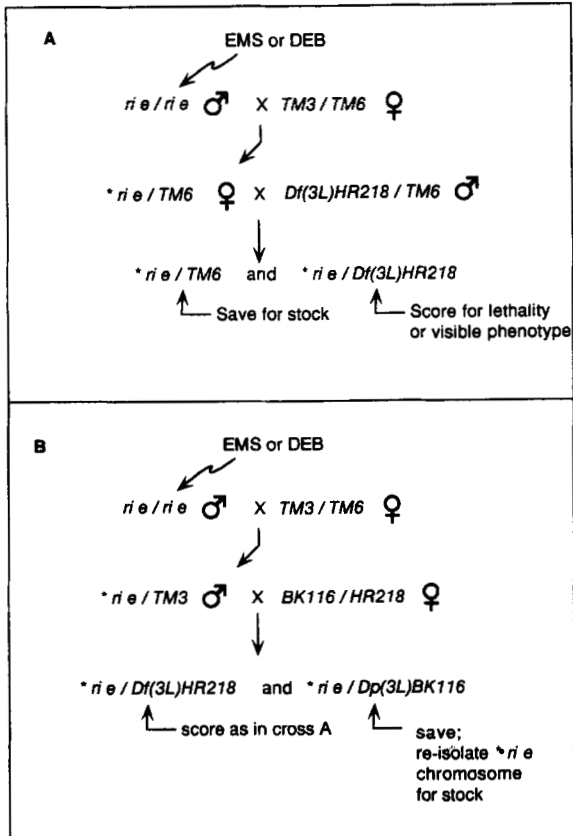 A
EMS or DEB
ri e / ri e ♂ X TM3 / TM6 ♀
* ri e / TM6 ♀ X Df(3L)HR218 / TM6 ♂
* ri e / TM6 and * ri e / Df(3L)HR218
Save for stock
Score for lethality
or visible phenotype
B
EMS or DEB
ri e / ri e ♂ X TM3 / TM6 ♀
* ri e / TM3 ♂ X BK116 / HR218 ♀
* ri e / Df(3L)HR218 and * ri e / Dp(3L)BK116
score as in cross A
save;
re-isolate * ri e
chromosome
for stock